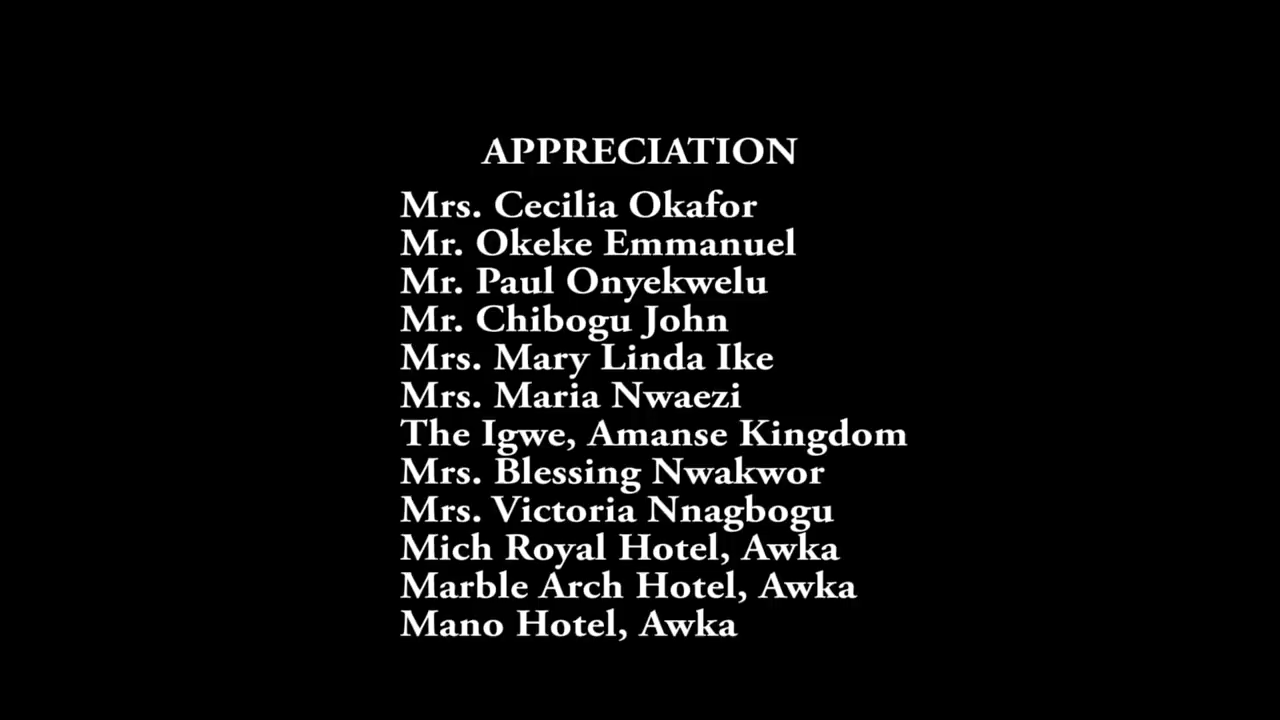 APPRECIATION
Mrs. Cecilia Okafor
Mr. Okeke Emmanuel
Mr. Paul Onyekwelu
Mr. Chibogu John
Mrs. Mary Linda Ike
Mrs. Maria Nwaezi
The Igwe, Amanse Kingdom
Mrs. Blessing Nwakwor
Mrs. Victoria Nnagbogu
Mich Royal Hotel, Awka
Marble Arch Hotel, Awka
Mano Hotel, Awka